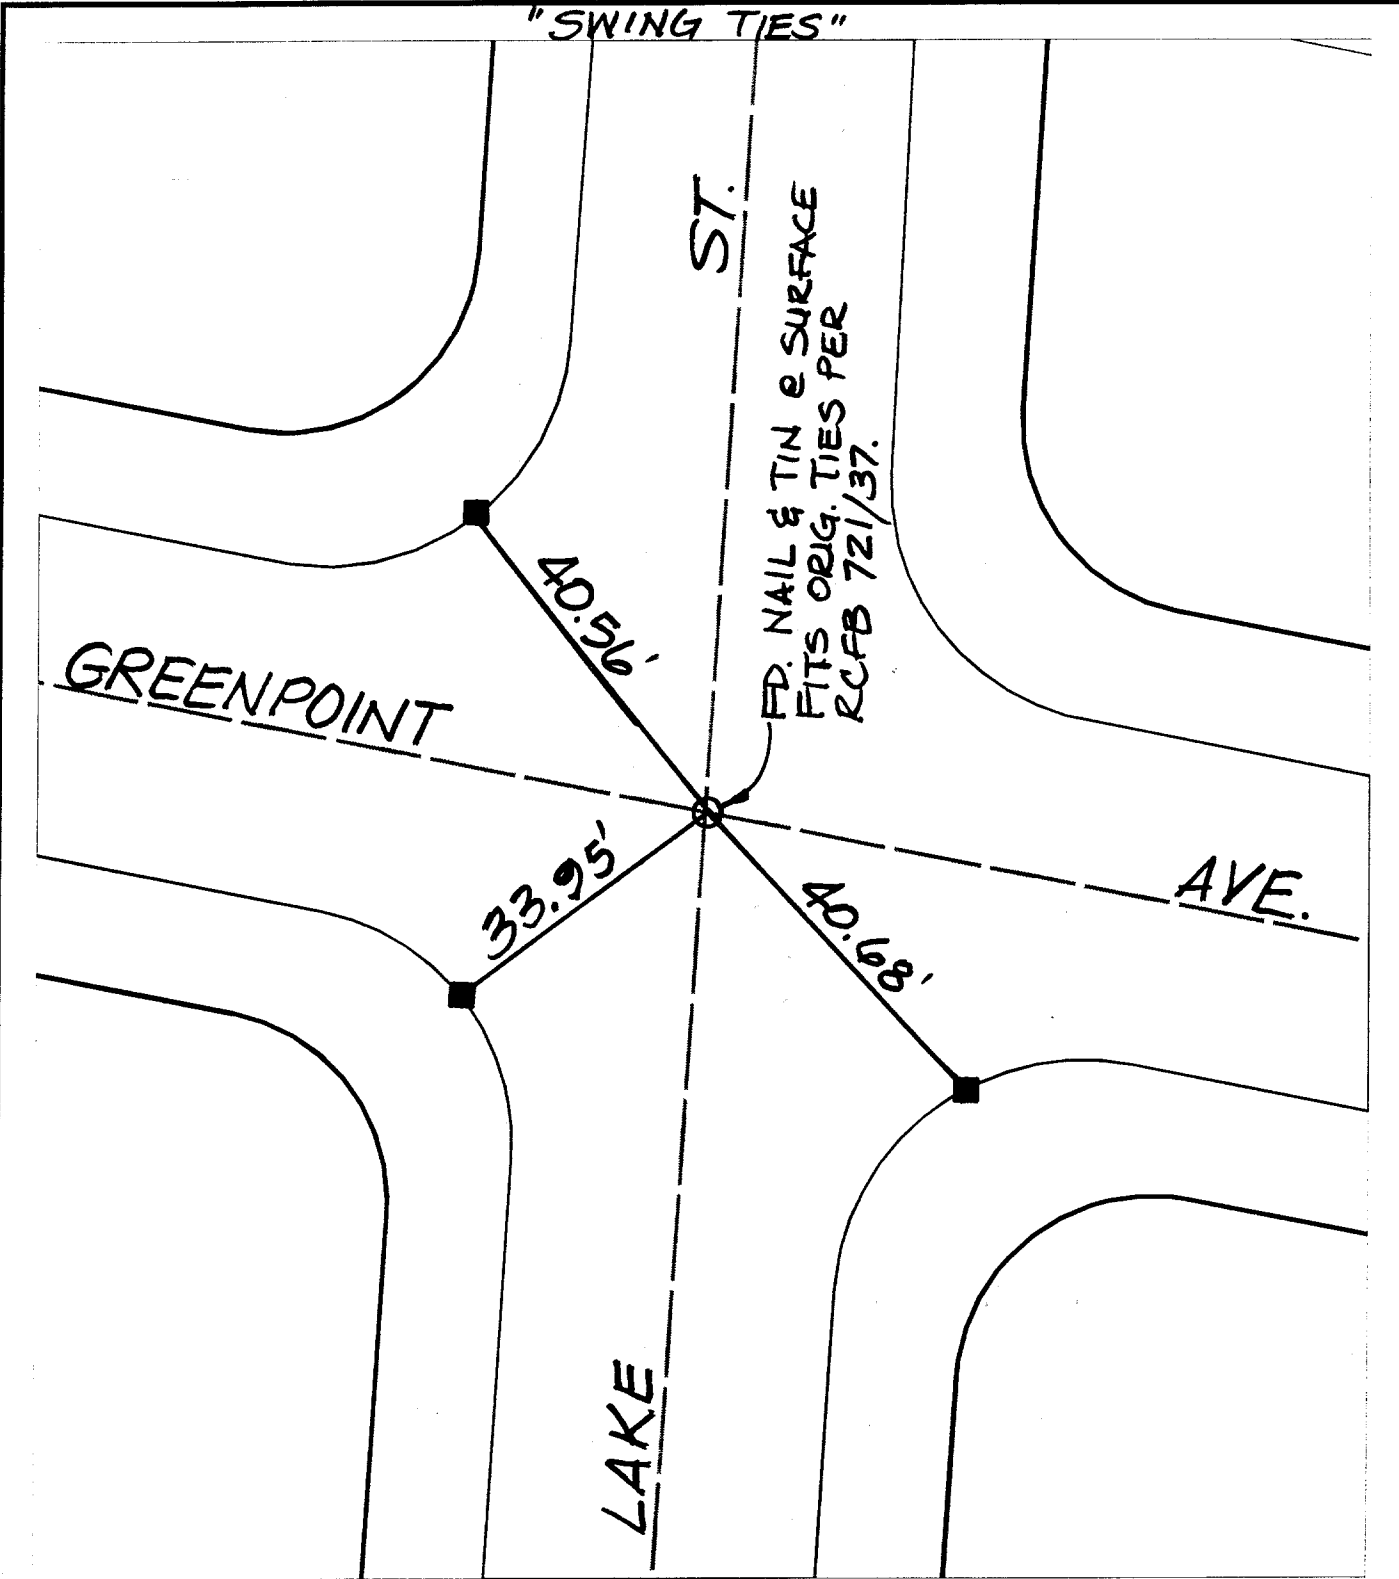 "SWING TIES"
ST.
FD. NAIL & TIN @ SURFACE
FITS ORIG. TIES PER
RCFB 721/37.
40.56'
GREENPOINT
33.95'
40.68'
AVE.
LAKE